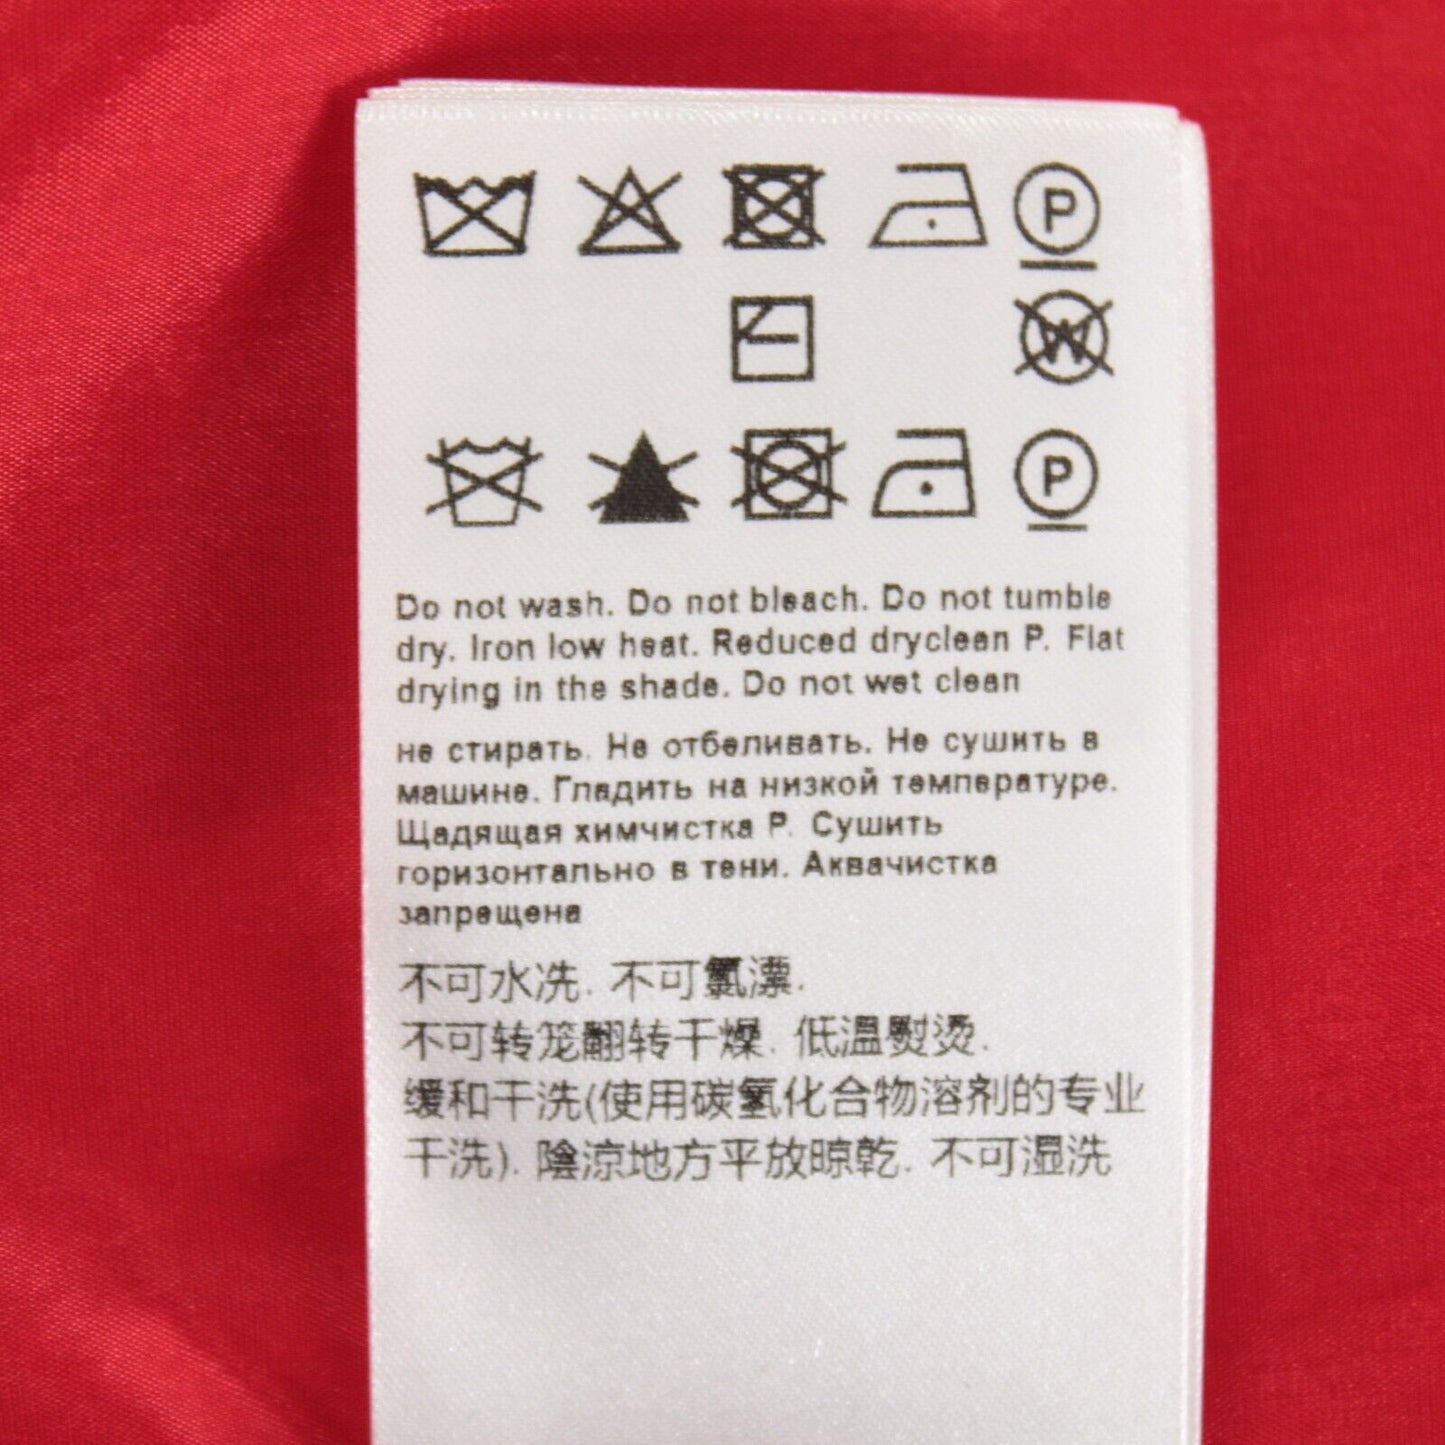 P
W
P
Do not wash. Do not bleach. Do not tumble
dry. Iron low heat. Reduced dryclean P. Flat
drying in the shade. Do not wet clean
не стирать. Не отбеливать. Не сушить в
машине. Гладить на низкой температуре.
Щадящая химчистка P. Сушить
горизонтально в тени. Аквачистка
запрещена
不可水洗. 不可氯漂.
不可转笼翻转干燥. 低温熨烫.
缓和干洗(使用碳氢化合物溶剂的专业
干洗). 陰涼地方平放晾乾. 不可湿洗